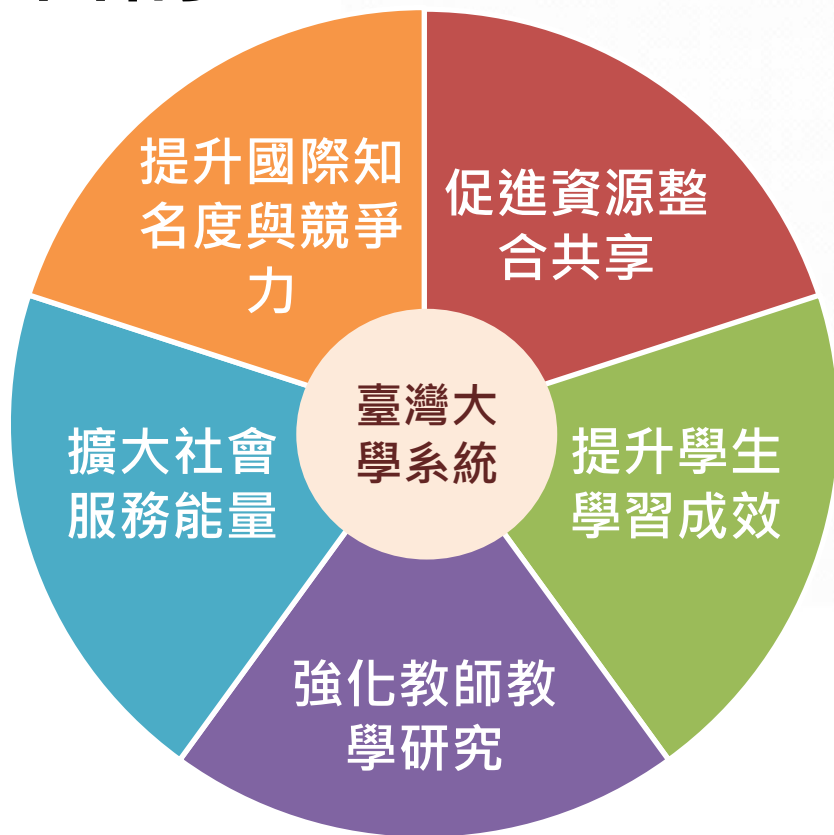 提升國際知
名度與競爭
力
促進資源整
合共享
臺灣大
學系統
擴大社會
服務能量
提升學生
學習成效
強化教師教
學研究